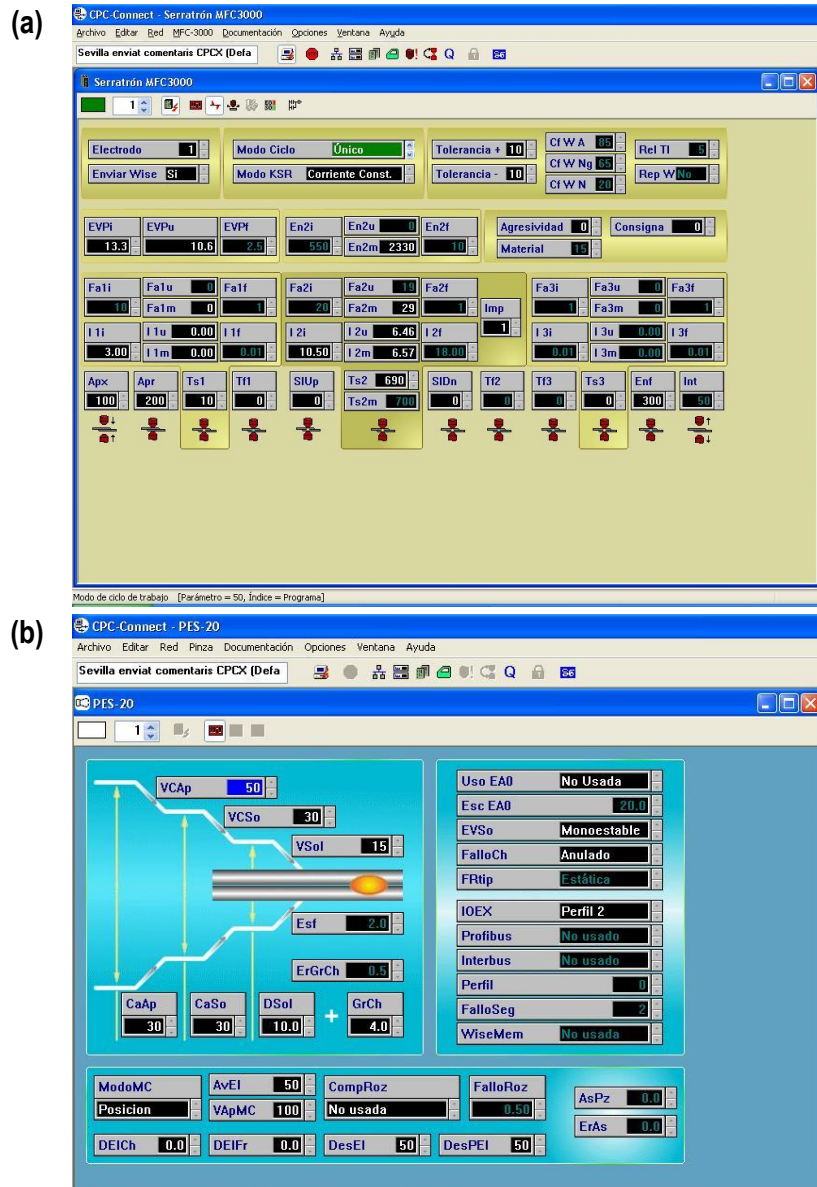 (a)
CPC-Connect - Serratrón MFC3000
Archivo Editar Red MFC-3000 Documentación Opciones Ventana Ayuda
Sevilla enviat comentaris CPCX (Defa
Q
Serratrón MFC3000
1
Electrodo 1 Modo Ciclo Único Tolerancia + 10 Cf W A 85 Rel TI 5
Enviar Wise Si Modo KSR Corriente Const. Tolerancia - 10 Cf W Ng 65 Rep W No
Cf W N 20
EVPi EVPu EVPf En2i En2u 0 En2f Agresividad 0 Consigna 0
13.3 10.6 2.5 550 En2m 2330 10 Material 15
Fa1i Fa1u 0 Fa1f Fa2i Fa2u 19 Fa2f Imp Fa3i Fa3u 0 Fa3f
10 Fa1m 0 1 20 Fa2m 29 1 1 1 Fa3m 0 1
I 1i I 1u 0.00 I 1f I 2i I 2u 6.46 I 2f I 3i I 3u 0.00 I 3f
3.00 I 1m 0.00 0.01 10.50 I 2m 6.57 18.00 0.01 I 3m 0.00 0.01
Apx Apr Ts1 Tf1 SlUp Ts2 690 SlDn Tf2 Tf3 Ts3 Enf Int
100 200 10 0 0 Ts2m 700 0 0 0 0 300 50
Modo de ciclo de trabajo [Parámetro = 50, Índice = Programa]
(b)
CPC-Connect - PES-20
Archivo Editar Red Pinza Documentación Opciones Ventana Ayuda
Sevilla enviat comentaris CPCX (Defa
Q
PES-20
1
VCAp 50
VCSo 30
VSol 15
Esf 2.0
ErGrCh 0.5
CaAp CaSo DSol GrCh
30 30 10.0 + 4.0
Uso EA0 No Usada
Esc EA0 20.0
EVSo Monoestable
FalloCh Anulado
FRtip Estática
IOEX Perfil 2
Profibus No usado
Interbus No usado
Perfil 0
FalloSeg 2
WiseMem No usada
ModoMC AvEl 50 CompRoz FalloRoz AsPz 0.0
Posicion VApMC 100 No usada 0.50 ErAs 0.0
DElCh 0.0 DElFr 0.0 DesEl 50 DesPEl 50